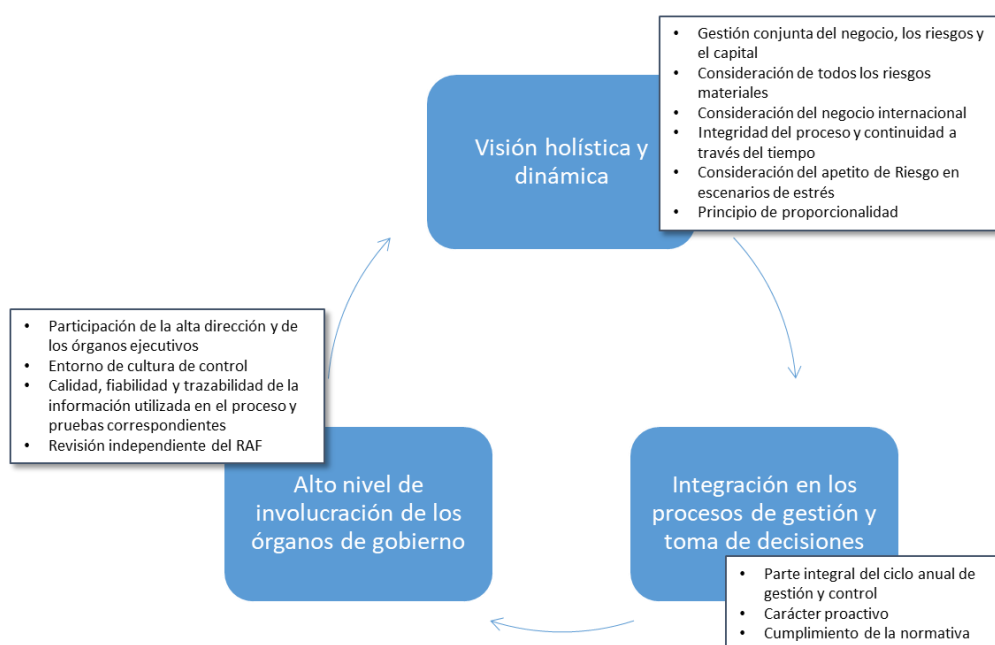 Visión holística y
dinámica
• Gestión conjunta del negocio, los riesgos y
el capital
• Consideración de todos los riesgos
materiales
• Consideración del negocio internacional
• Integridad del proceso y continuidad a
través del tiempo
• Consideración del apetito de Riesgo en
escenarios de estrés
• Principio de proporcionalidad
• Participación de la alta dirección y de
los órganos ejecutivos
• Entorno de cultura de control
• Calidad, fiabilidad y trazabilidad de la
información utilizada en el proceso y
pruebas correspondientes
• Revisión independiente del RAF
Alto nivel de
involucración de los
órganos de gobierno
Integración en los
procesos de gestión y
toma de decisiones
• Parte integral del ciclo anual de
gestión y control
• Carácter proactivo
• Cumplimiento de la normativa